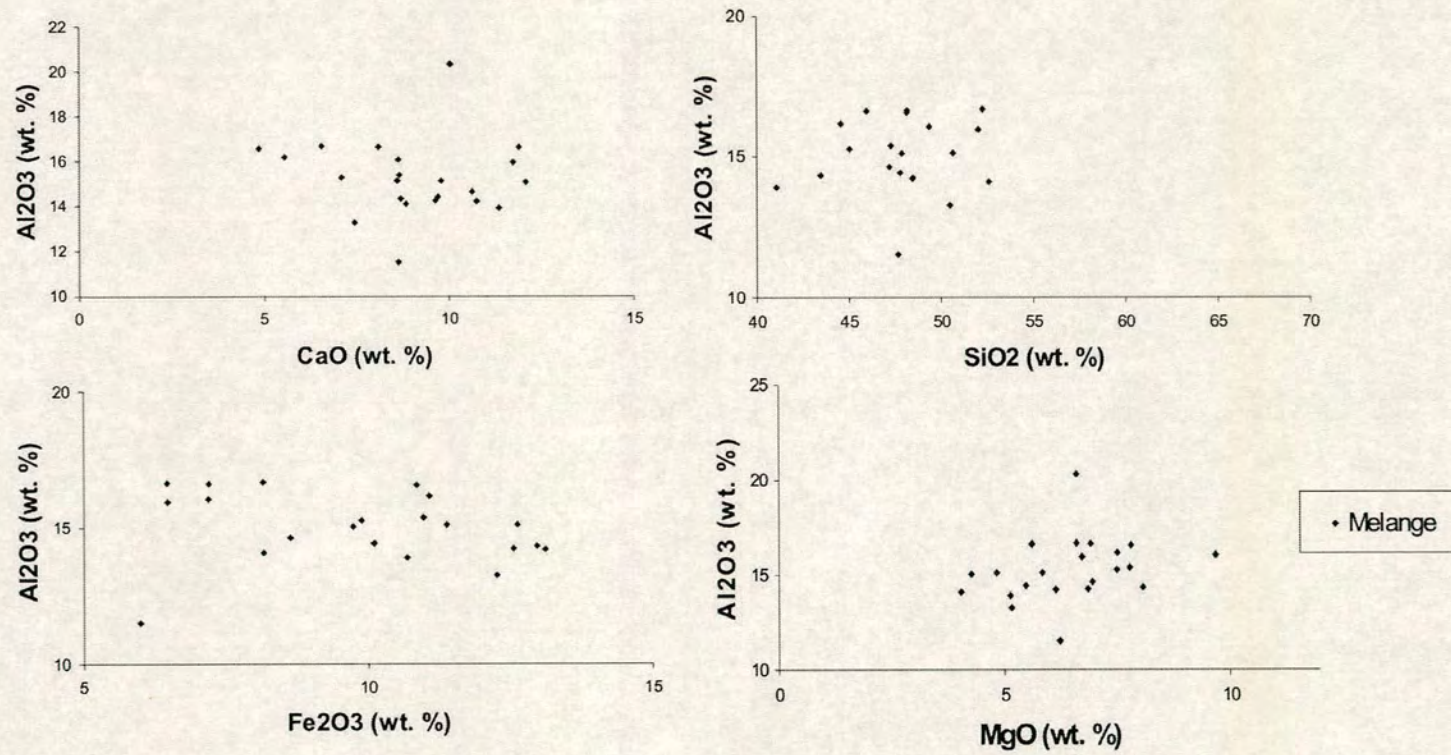 22
20
18
16
14
12
10
Al2O3 (wt. %)
0 5 10 15
CaO (wt. %)
20
15
10
Al2O3 (wt. %)
40 45 50 55 60 65 70
SiO2 (wt. %)
20
15
10
Al2O3 (wt. %)
5 10 15
Fe2O3 (wt. %)
25
20
15
10
Al2O3 (wt. %)
0 5 10
MgO (wt. %)
Melange